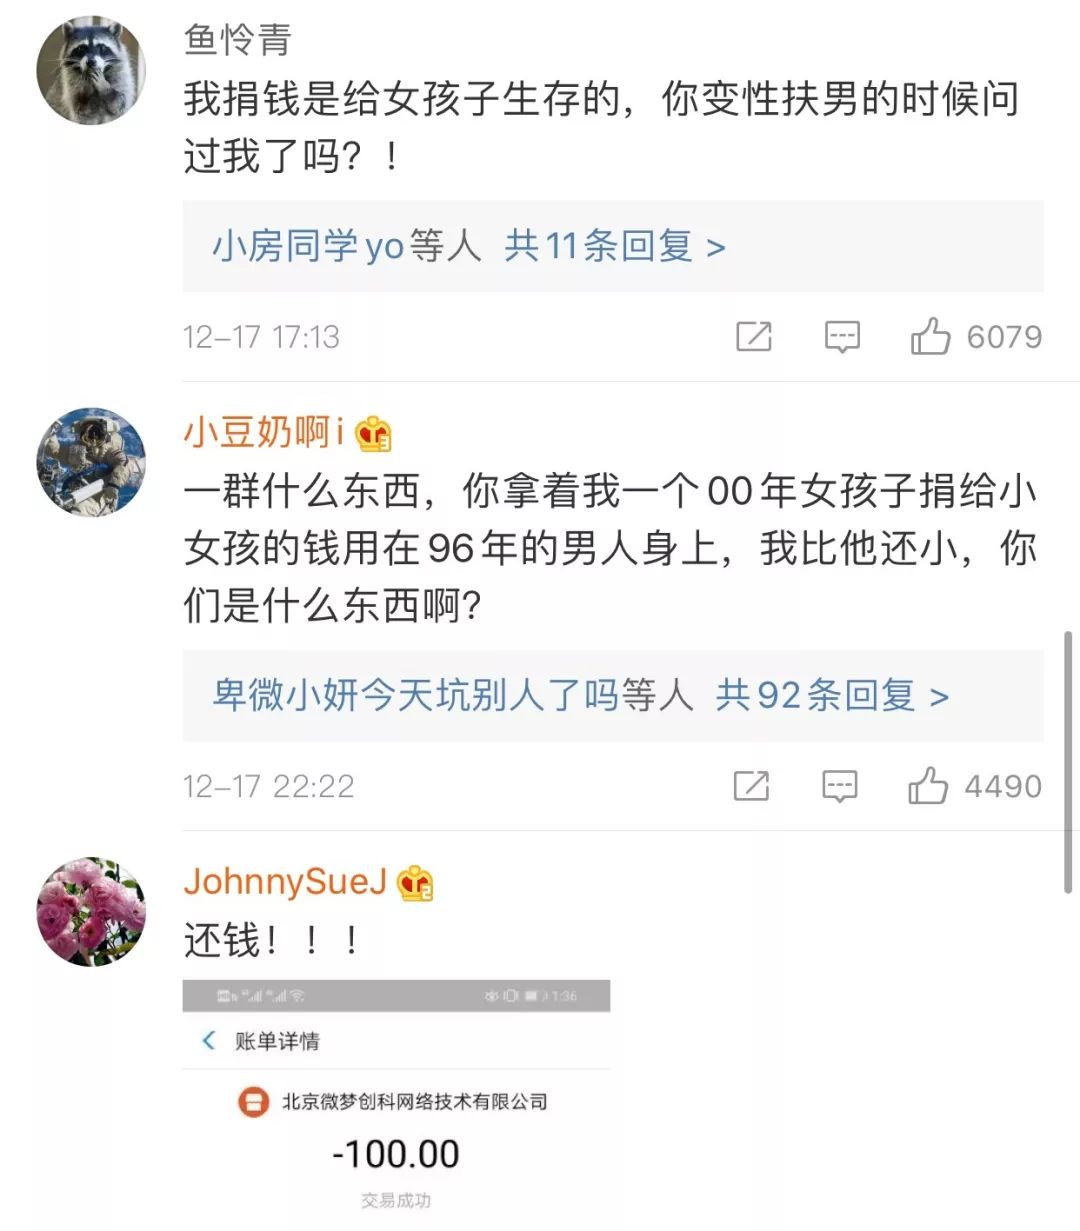 鱼怜青
我捐钱是给女孩子生存的，你变性扶男的时候问
过我了吗？！
小房同学yo等人 共11条回复 >
12-17 17:13
6079
小豆奶啊i
一群什么东西，你拿着我一个00年女孩子捐给小
女孩的钱用在96年的男人身上，我比他还小，你
们是什么东西啊？
卑微小妍今天坑别人了吗等人 共92条回复 >
12-17 22:22
4490
JohnnySueJ
2
还钱！！！
1:36
账单详情
北京微梦创科网络技术有限公司
-100.00
交易成功